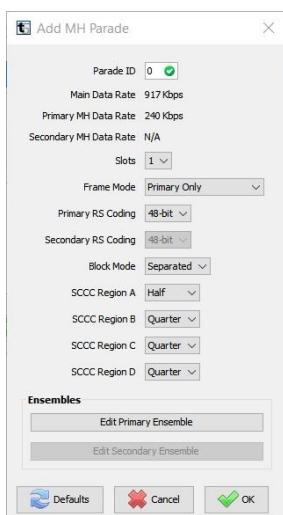 Add MH Parade
Parade ID 0
Main Data Rate 917 Kbps
Primary MH Data Rate 240 Kbps
Secondary MH Data Rate N/A
Slots 1
Frame Mode Primary Only
Primary RS Coding 48-bit
Secondary RS Coding 48-bit
Block Mode Separated
SCCC Region A Half
SCCC Region B Quarter
SCCC Region C Quarter
SCCC Region D Quarter
Ensembles
Edit Primary Ensemble
Edit Secondary Ensemble
Defaults Cancel OK